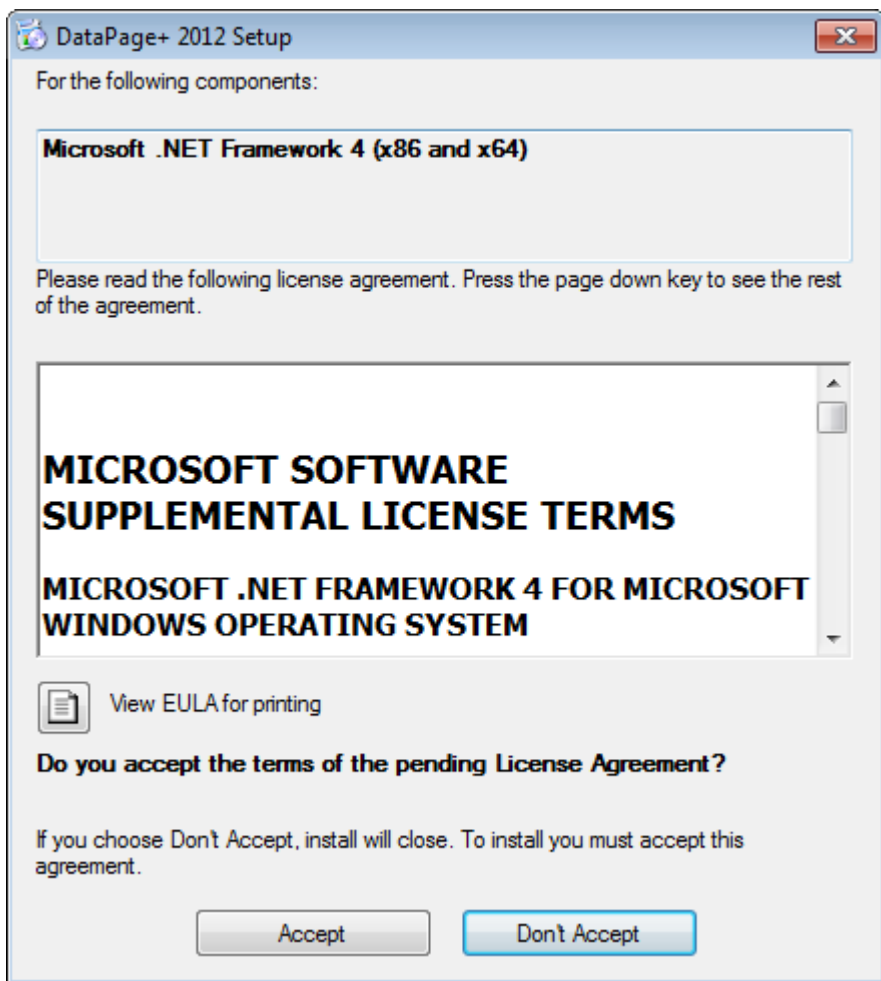 DataPage+ 2012 Setup
For the following components:
Microsoft .NET Framework 4 (x86 and x64)
Please read the following license agreement. Press the page down key to see the rest
of the agreement.
MICROSOFT SOFTWARE
SUPPLEMENTAL LICENSE TERMS
MICROSOFT .NET FRAMEWORK 4 FOR MICROSOFT
WINDOWS OPERATING SYSTEM
View EULA for printing
Do you accept the terms of the pending License Agreement?
If you choose Don't Accept, install will close. To install you must accept this
agreement.
Accept
Don't Accept